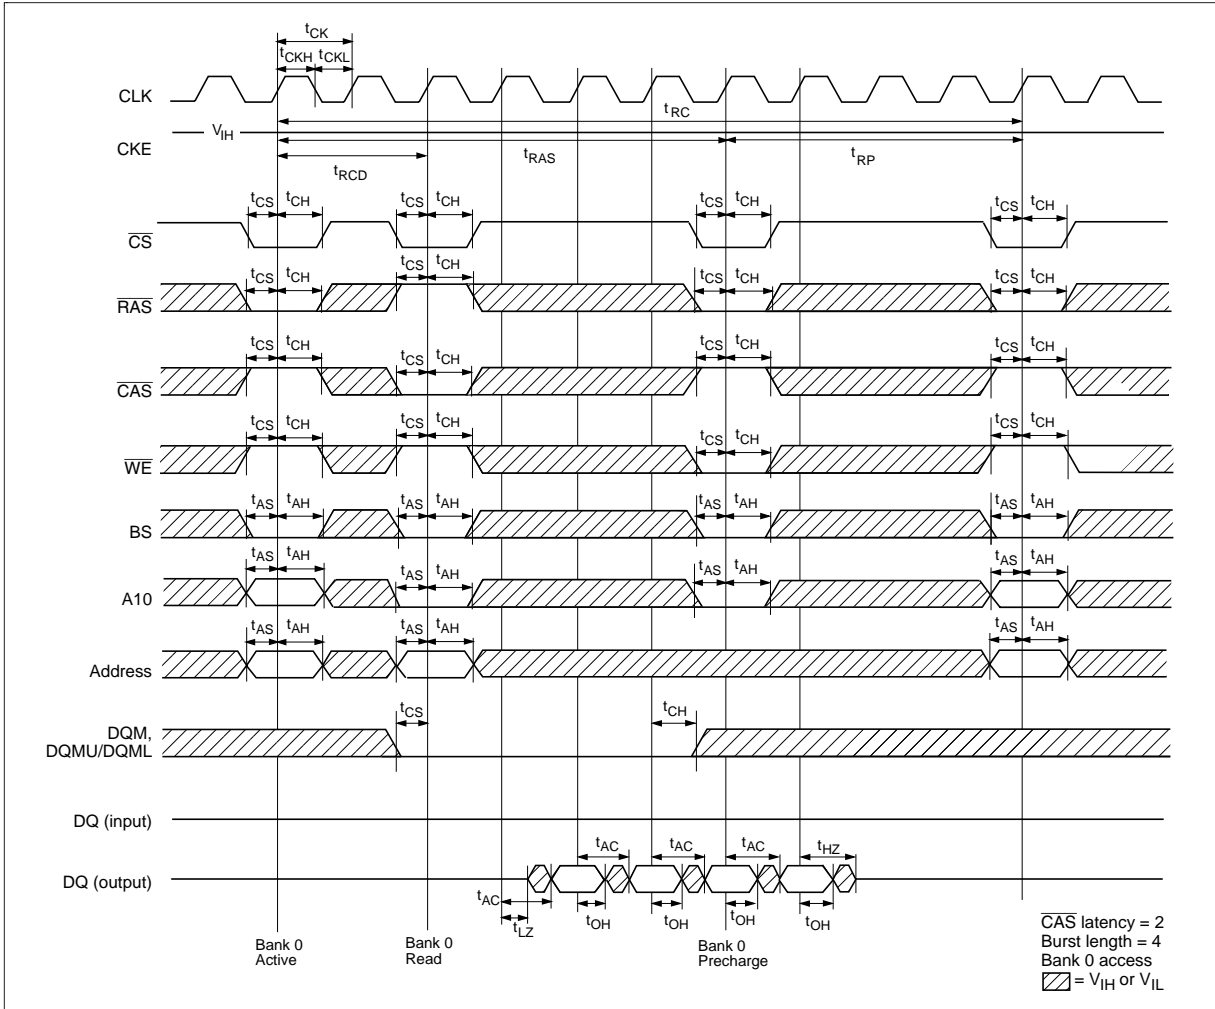 tCK
tCKH tCKL
CLK
tRC
VIH
CKE
tRAS tRP
tRCD
tCS tCH tCS tCH tCS tCH tCS tCH
CS
tCS tCH tCS tCH tCS tCH tCS tCH
RAS
tCS tCH tCS tCH tCS tCH tCS tCH
CAS
tCS tCH tCS tCH tCS tCH tCS tCH
WE
tAS tAH tAS tAH tAS tAH tAS tAH
BS
tAS tAH tAS tAH tAS tAH tAS tAH
A10
tAS tAH tAS tAH tAS tAH
Address
tCS tCH
DQM,
DQMU/DQML
DQ (input)
tAC tAC tAC tHZ
DQ (output)
tAC
tLZ tOH tOH tOH tOH
Bank 0
Active
Bank 0
Read
Bank 0
Precharge
CAS latency = 2
Burst length = 4
Bank 0 access
= VIH or VIL